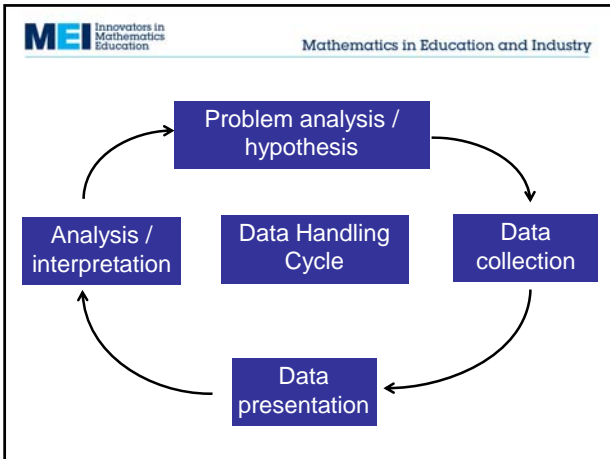 MEI
Innovators in
Mathematics
Education
Mathematics in Education and Industry
Problem analysis /
hypothesis
Analysis /
interpretation
Data Handling
Cycle
Data
collection
Data
presentation